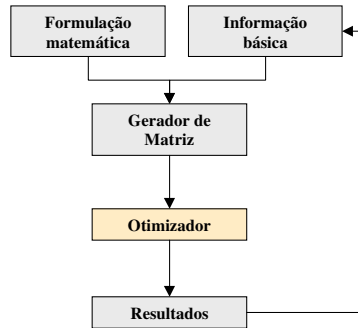 Formulação
matemática
Informação
básica
Gerador de
Matriz
Otimizador
Resultados